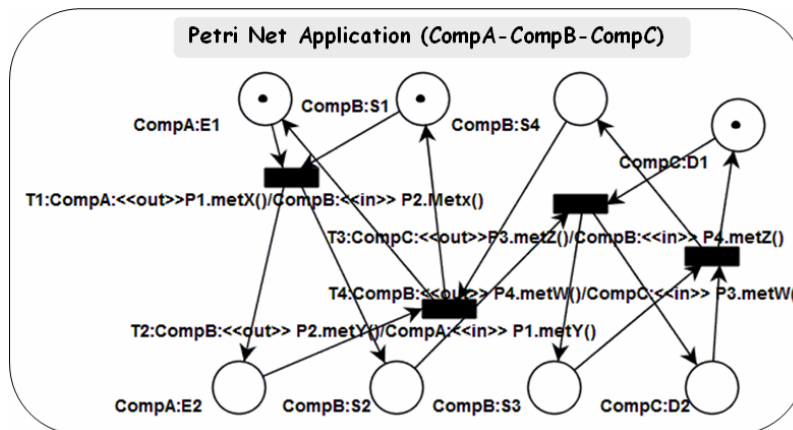 Petri Net Application (CompA-CompB-CompC)
CompA:E1
CompB:S1
CompB:S4
CompC:D1
T1:CompA:<<out>>P1.metX()/CompB:<<in>> P2.Metx()
T3:CompC:<<out>>P3.metZ()/CompB:<<in>> P4.metZ()
T4:CompB:<<out>> P4.metW()/CompC:<<in>> P3.metW(
T2:CompB:<<out>> P2.metY()/CompA:<<in>> P1.metY()
CompA:E2
CompB:S2
CompB:S3
CompC:D2